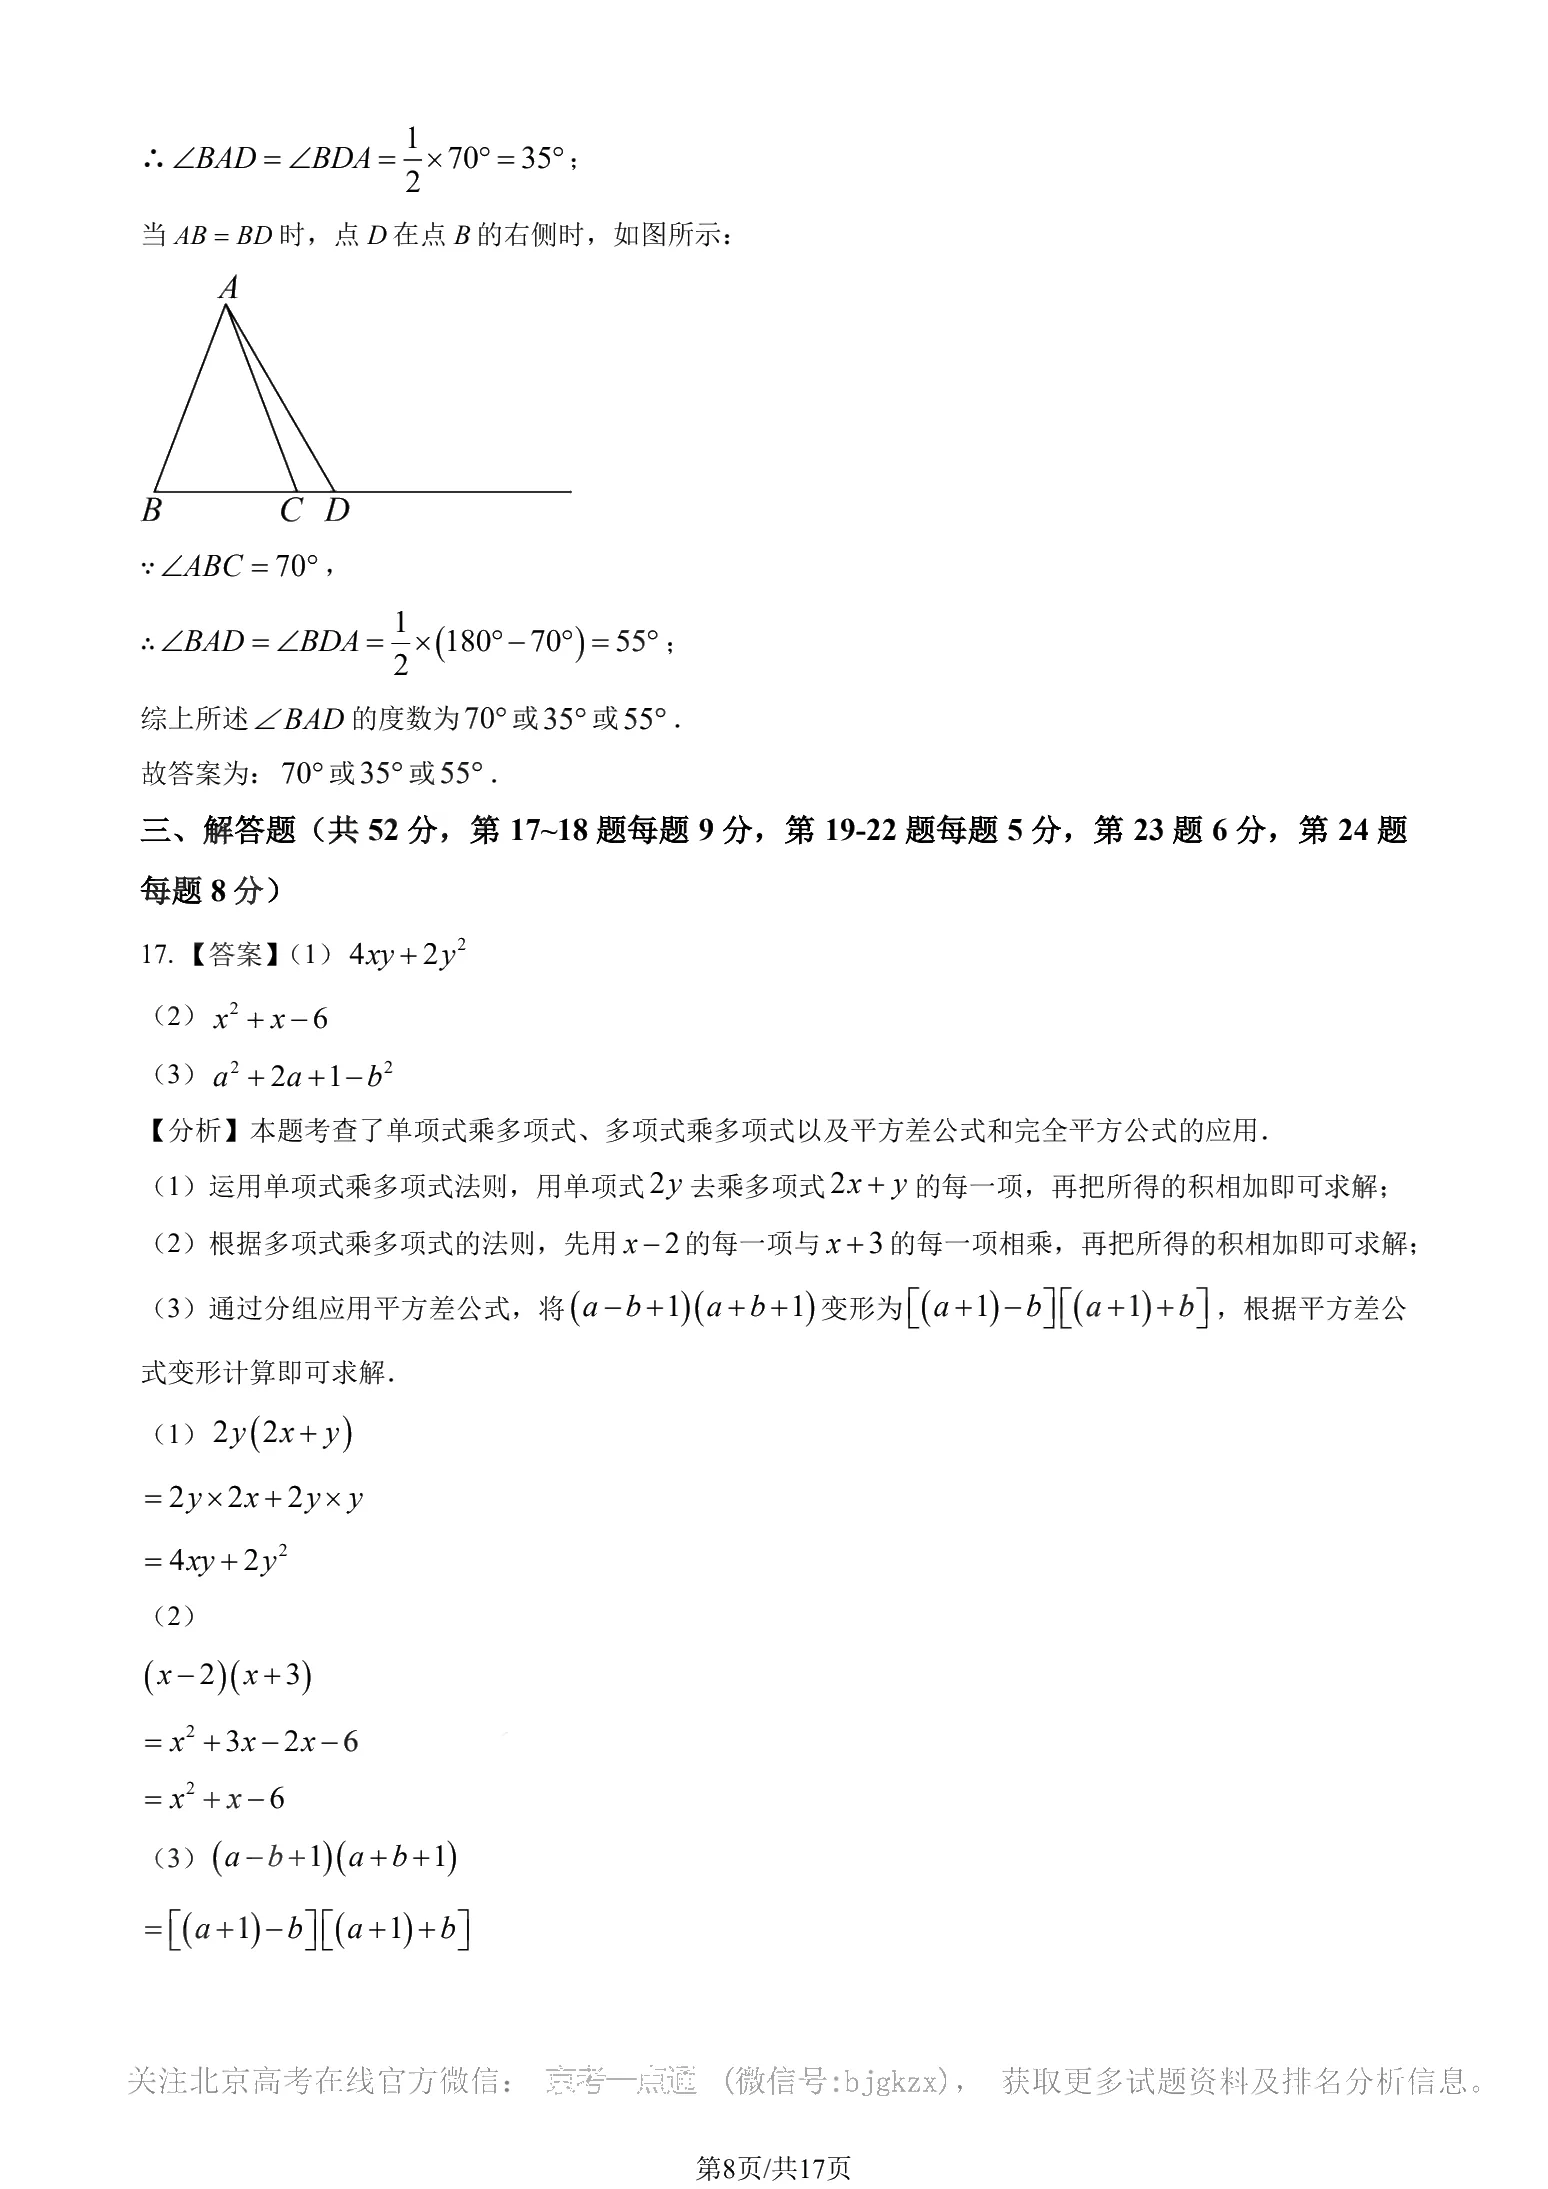 ∴∠BAD=∠BDA=1/2×70°=35°；
当 AB = BD 时，点 D 在点 B 的右侧时，如图所示：
A
B C D
∵∠ABC=70°，
∴∠BAD=∠BDA=1/2×(180°−70°)=55°；
综上所述∠BAD 的度数为70°或35°或55°．
故答案为：70°或35°或55°．
三、解答题（共 52 分，第 17~18 题每题 9 分，第 19-22 题每题 5 分，第 23 题 6 分，第 24 题
每题 8 分）
17. 【答案】（1）4xy+2y²
（2）x²+x−6
（3）a²+2a+1−b²
【分析】本题考查了单项式乘多项式、多项式乘多项式以及平方差公式和完全平方公式的应用．
（1）运用单项式乘多项式法则，用单项式2y 去乘多项式2x+y 的每一项，再把所得的积相加即可求解；
（2）根据多项式乘多项式的法则，先用 x−2 的每一项与 x+3 的每一项相乘，再把所得的积相加即可求解；
（3）通过分组应用平方差公式，将(a−b+1)(a+b+1)变形为[(a+1)−b][(a+1)+b]，根据平方差公
式变形计算即可求解．
（1）2y(2x+y)
=2y×2x+2y×y
=4xy+2y²
（2）
(x−2)(x+3)
=x²+3x−2x−6
=x²+x−6
（3）(a−b+1)(a+b+1)
=[(a+1)−b][(a+1)+b]
关注北京高考在线官方微信： 京考一点通 (微信号:bjgkzx)， 获取更多试题资料及排名分析信息。
第8页/共17页